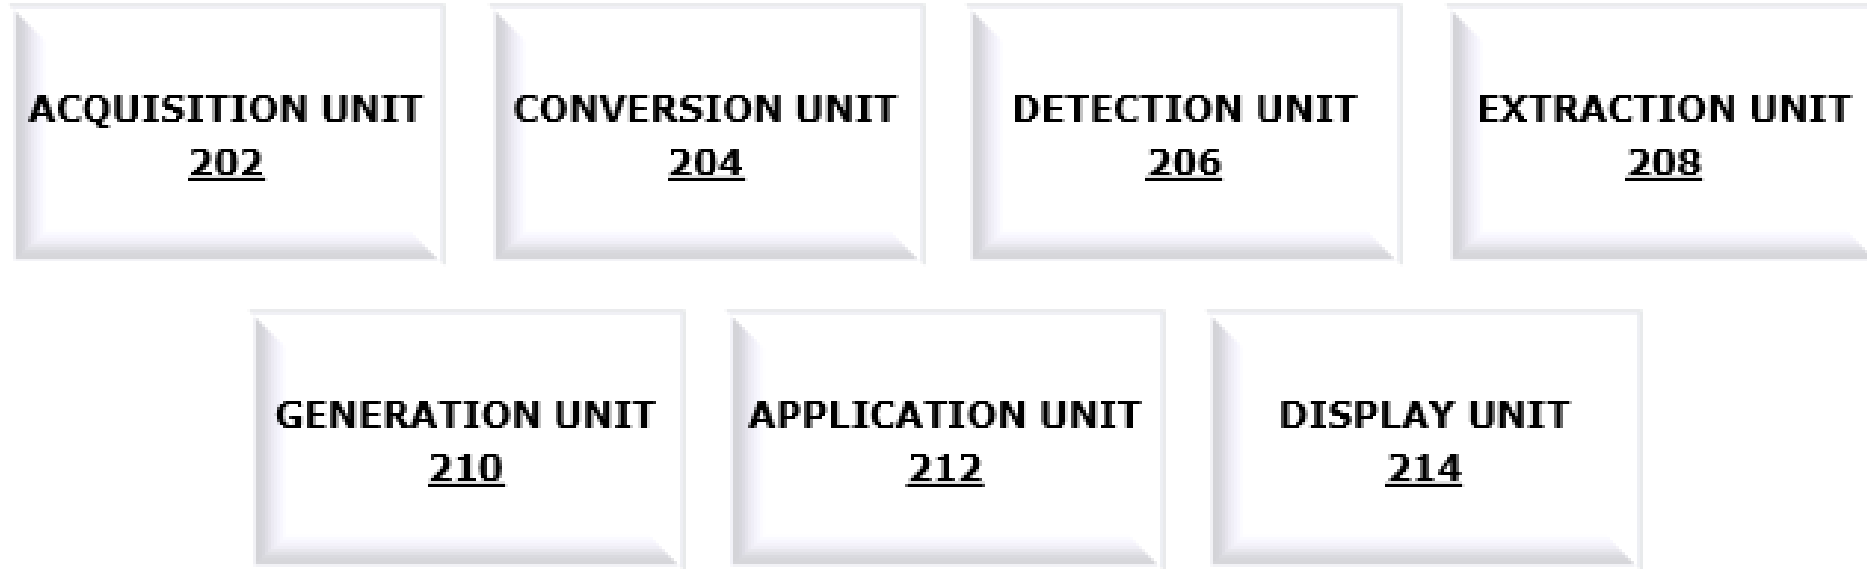 ACQUISITION UNIT
202
CONVERSION UNIT
204
DETECTION UNIT
206
EXTRACTION UNIT
208
GENERATION UNIT
210
APPLICATION UNIT
212
DISPLAY UNIT
214